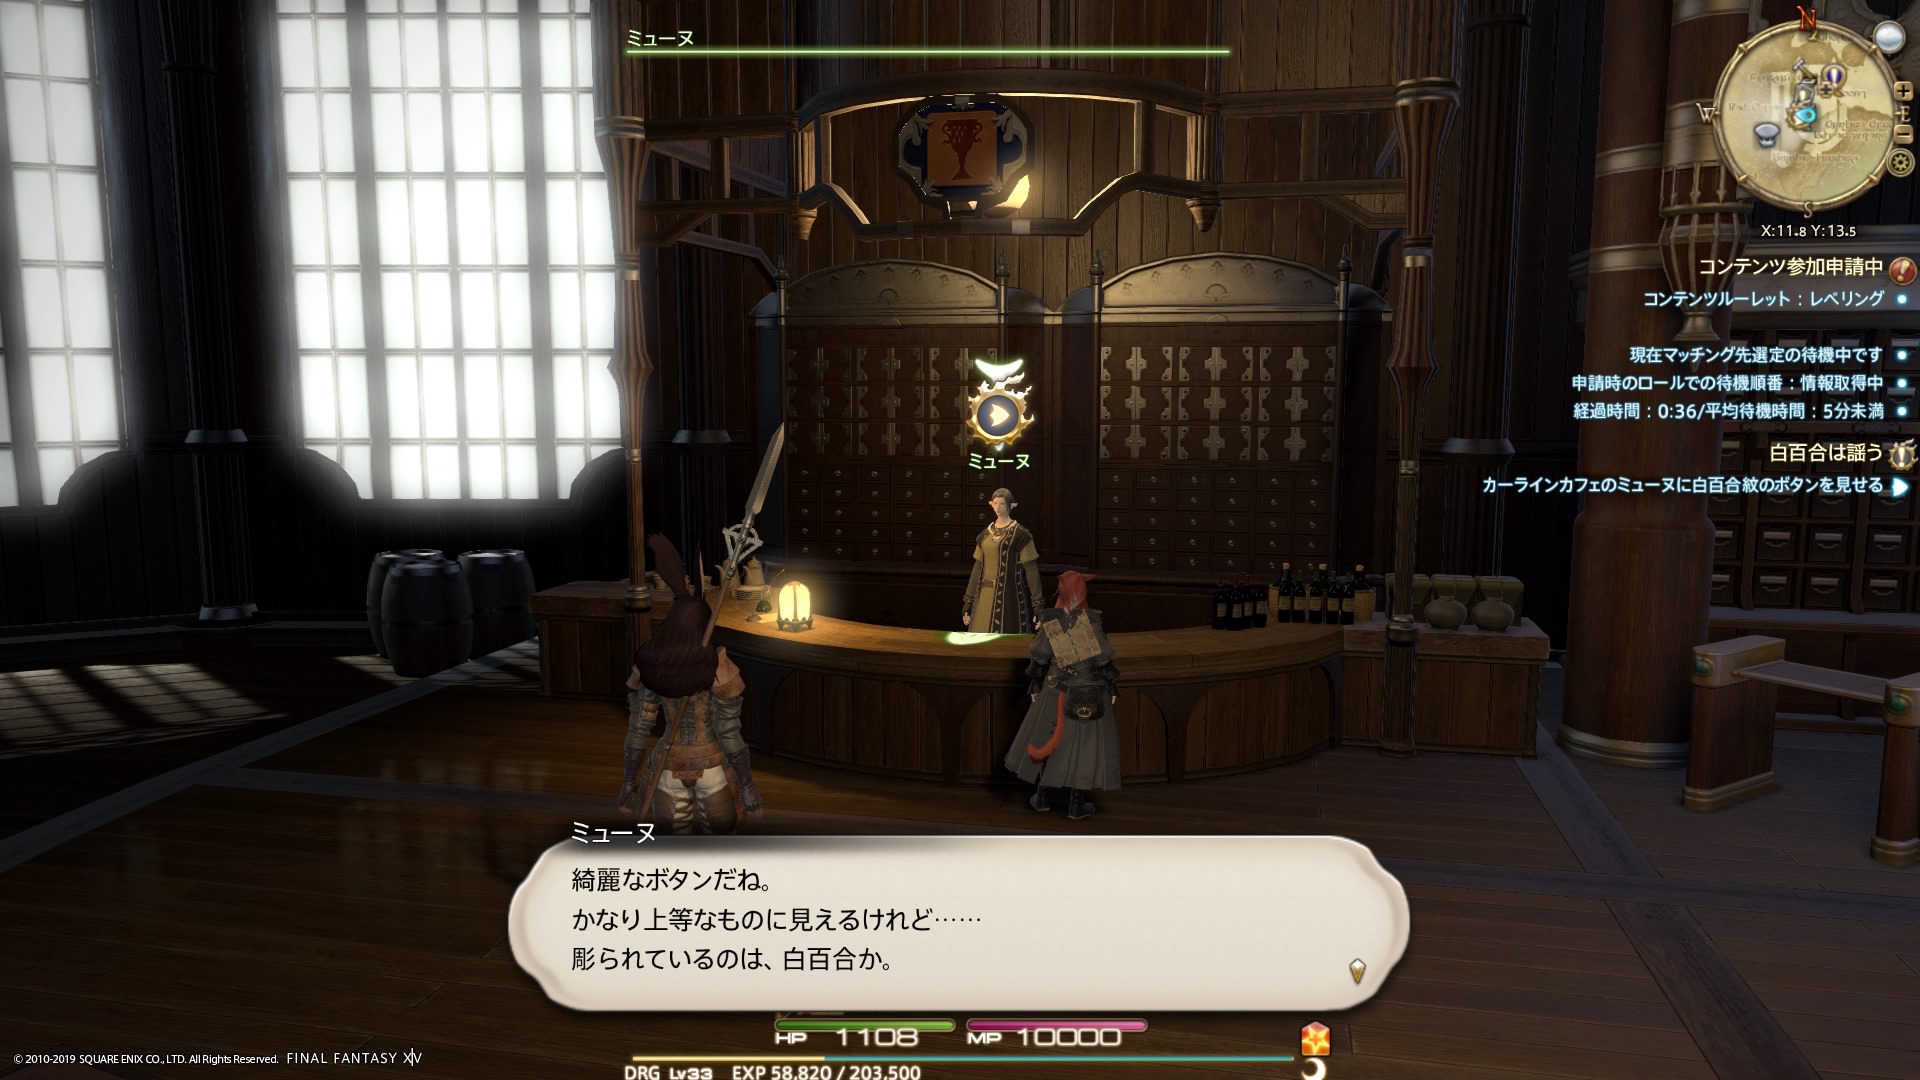 ミューヌ
N
W
E
S
X:11.8 Y:13.5
コンテンツ参加申請中
コンテンツルーレット：レベリング
現在マッチング先選定の待機中です
申請時のロールでの待機順番：情報取得中
経過時間：0:36/平均待機時間：5分未満
白百合は謡う
カーラインカフェのミューヌに白百合紋のボタンを見せる
ミューヌ
ミューヌ
綺麗なボタンだね。
かなり上等なものに見えるけれど……
彫られているのは、白百合か。
HP 1108 MP 10000
DRG Lv33 EXP 58,820 / 203,500
© 2010-2019 SQUARE ENIX CO., LTD. All Rights Reserved. FINAL FANTASY XIV